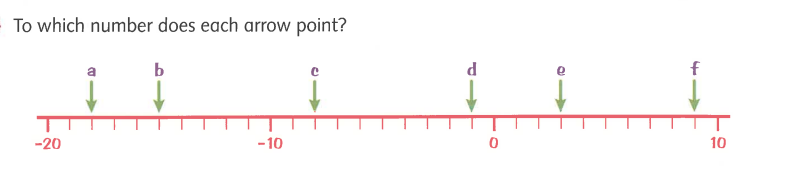 To which number does each arrow point?
a b c d e f
-20 -10 0 10